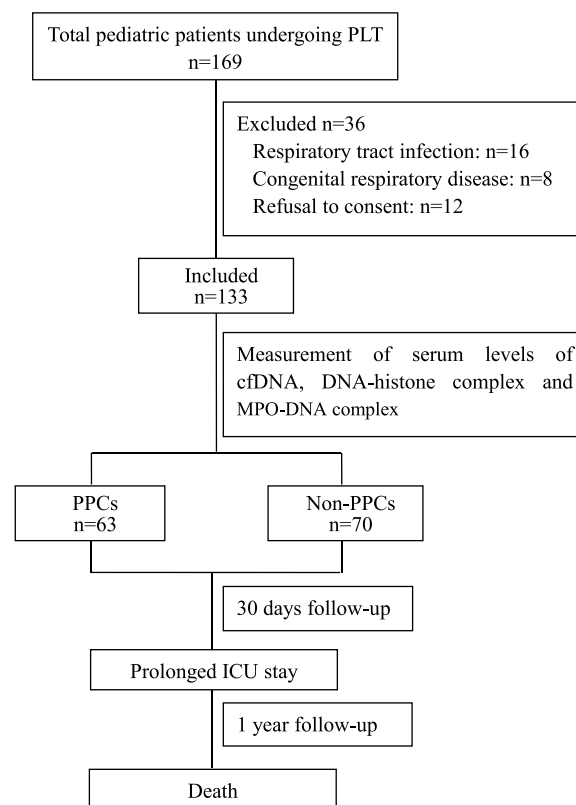 Total pediatric patients undergoing PLT
n=169
Excluded n=36
Respiratory tract infection: n=16
Congenital respiratory disease: n=8
Refusal to consent: n=12
Included
n=133
Measurement of serum levels of
cfDNA, DNA-histone complex and
MPO-DNA complex
PPCs
n=63
Non-PPCs
n=70
30 days follow-up
Prolonged ICU stay
1 year follow-up
Death